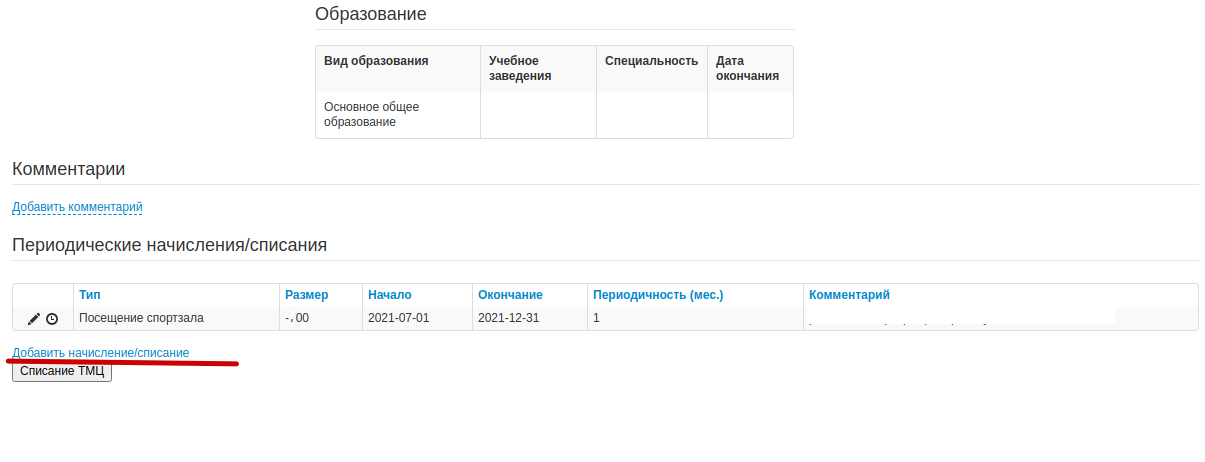 Образование
Вид образования Учебное заведения Специальность Дата окончания
Основное общее образование
Комментарии
Добавить комментарий
Периодические начисления/списания
Тип Размер Начало Окончание Периодичность (мес.) Комментарий
Посещение спортзала 00 2021-07-01 2021-12-31 1
Добавить начисление/списание
Списание ТМЦ